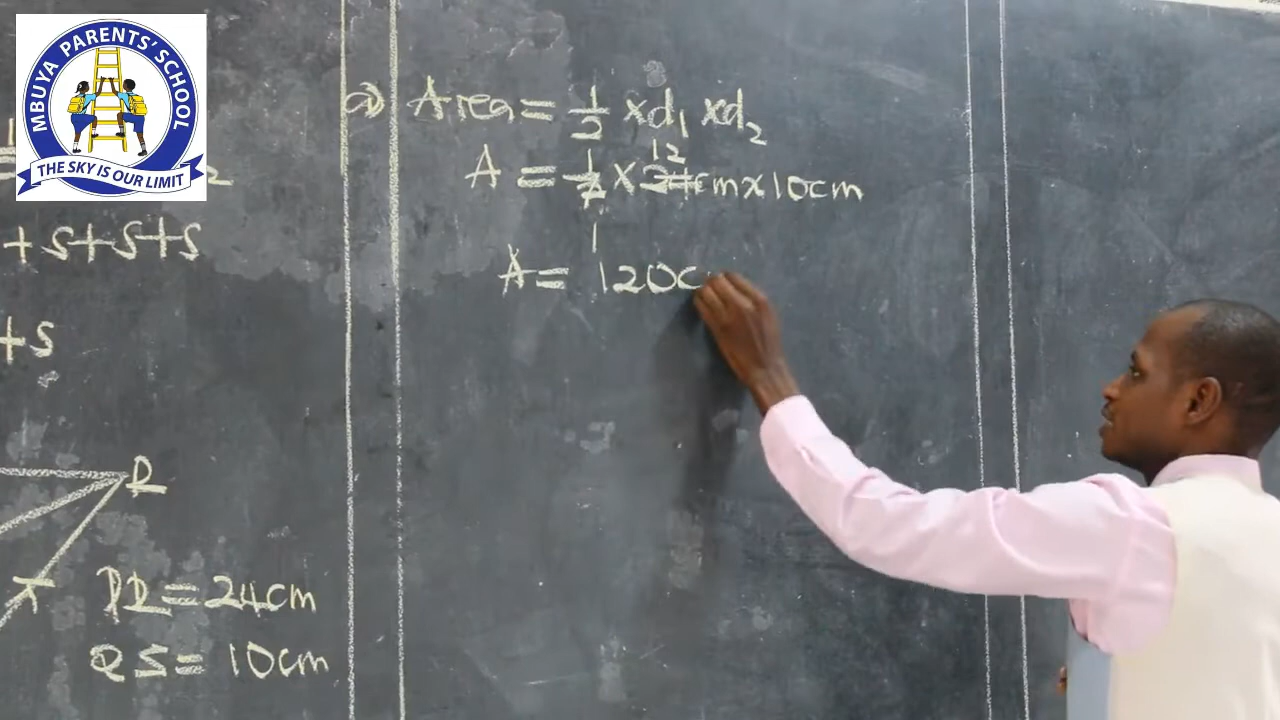 MBUYA PARENTS' SCHOOL
THE SKY IS OUR LIMIT
+ s + s + s
+ s
R
PR = 24cm
QS = 10cm
a) Area = 1/2 x d₁ x d₂
12
A = 1/2 x 24cm x 10cm
1
A = 120c